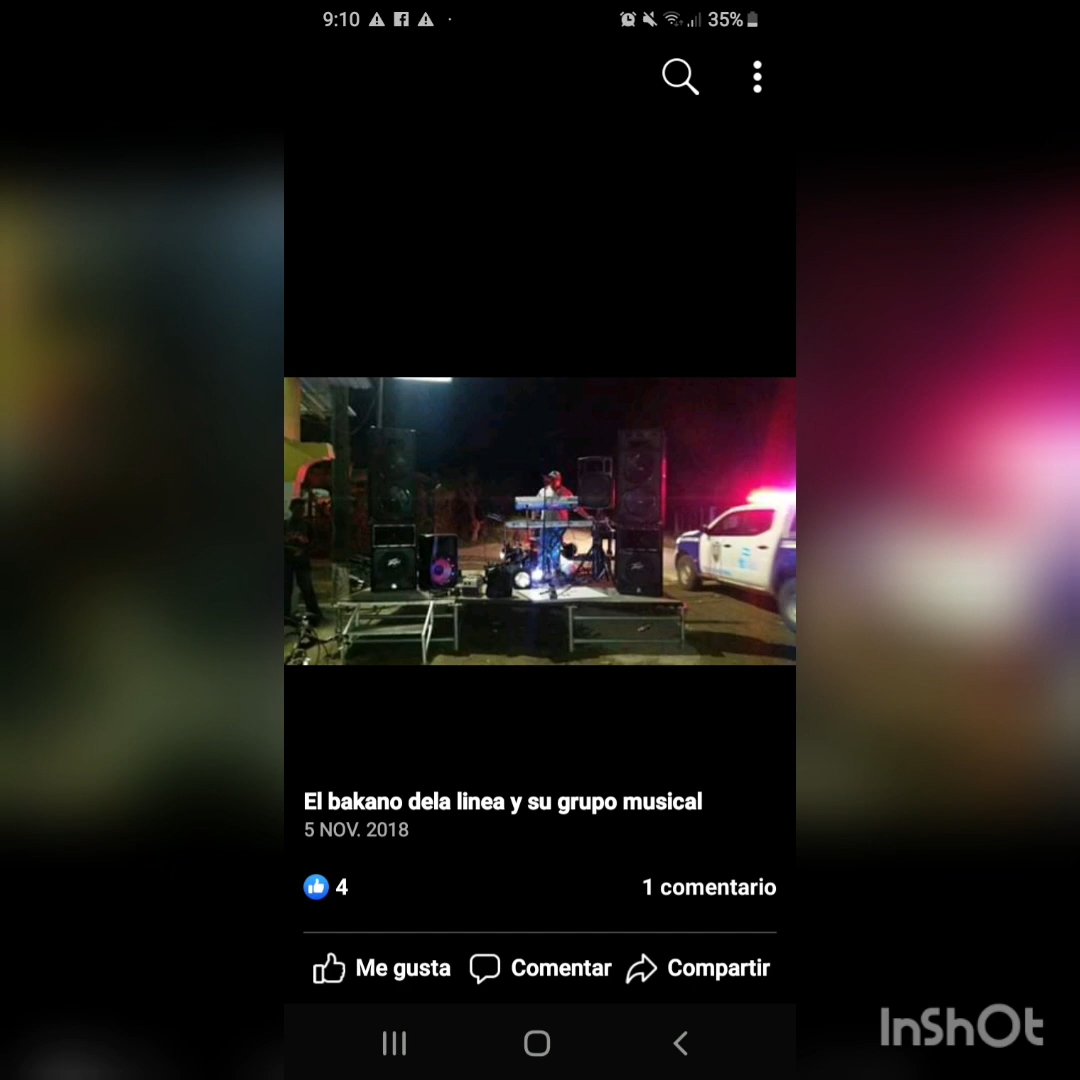 9:10
35%
El bakano dela linea y su grupo musical
5 NOV. 2018
4
1 comentario
Me gusta
Comentar
Compartir
InShOt